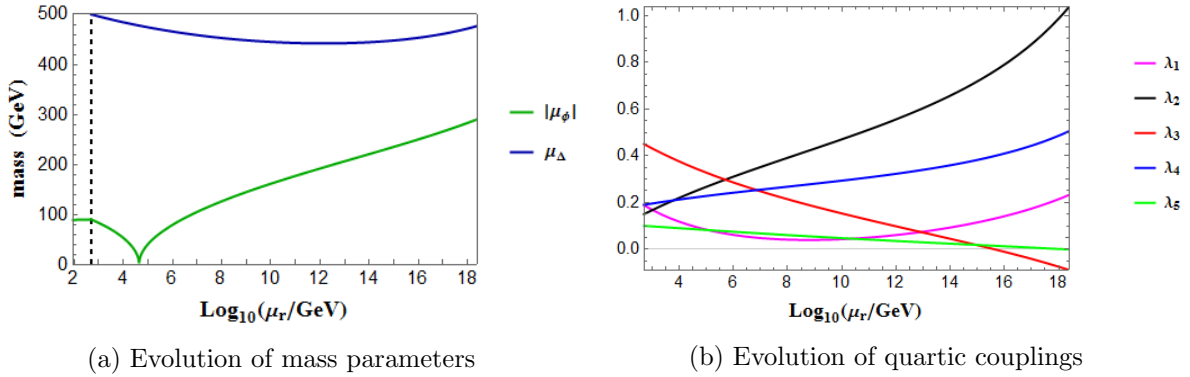 500
400
300
200
100
0
mass (GeV)
2 4 6 8 10 12 14 16 18
Log10(μr/GeV)
|μϕ|
μΔ
(a) Evolution of mass parameters
1.0
0.8
0.6
0.4
0.2
0.0
4 6 8 10 12 14 16 18
Log10(μr/GeV)
λ1
λ2
λ3
λ4
λ5
(b) Evolution of quartic couplings